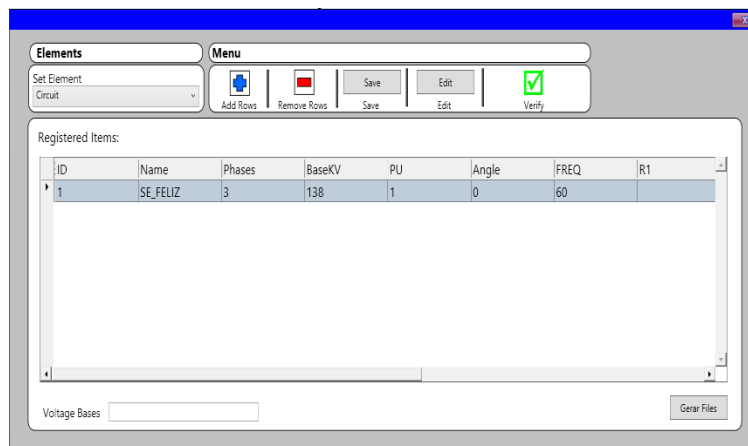 Elements
Menu
Set Element
Circuit
Add Rows
Remove Rows
Save
Save
Edit
Edit
Verify
Registered Items:
ID Name Phases BaseKV PU Angle FREQ R1
1 SE_FELIZ 3 138 1 0 60
Voltage Bases
Gerar Files